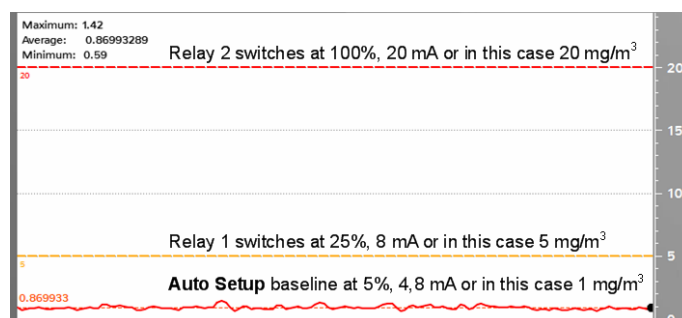 Maximum: 1.42
Average: 0.86993289
Minimum: 0.59
Relay 2 switches at 100%, 20 mA or in this case 20 mg/m³
20
20
15
10
Relay 1 switches at 25%, 8 mA or in this case 5 mg/m³
5
5
Auto Setup baseline at 5%, 4,8 mA or in this case 1 mg/m³
0.869933
0